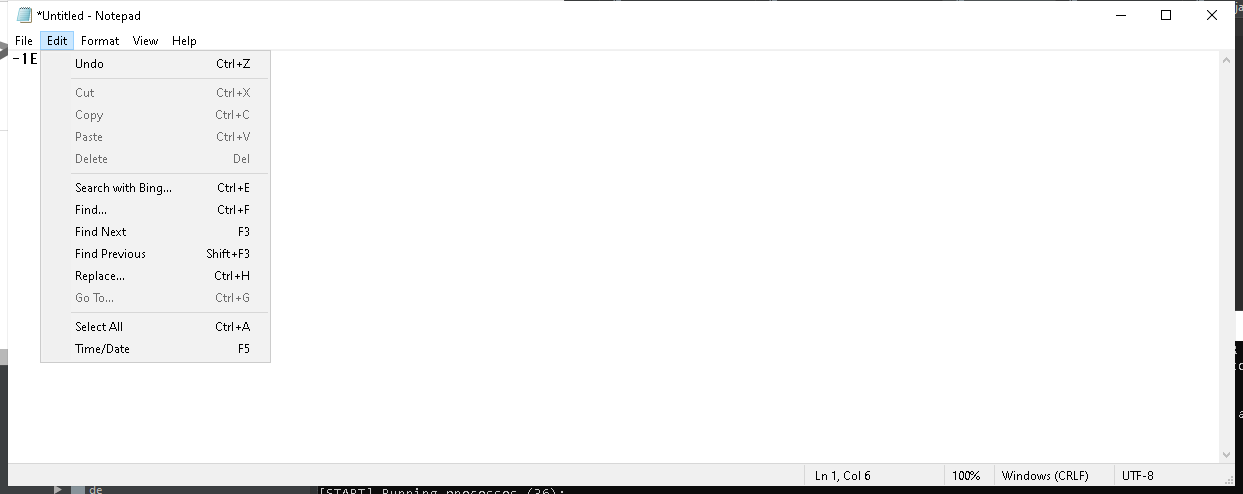 *Untitled - Notepad
File Edit Format View Help
-1E
Undo Ctrl+Z
Cut Ctrl+X
Copy Ctrl+C
Paste Ctrl+V
Delete Del
Search with Bing... Ctrl+E
Find... Ctrl+F
Find Next F3
Find Previous Shift+F3
Replace... Ctrl+H
Go To... Ctrl+G
Select All Ctrl+A
Time/Date F5
Ln 1, Col 6 100% Windows (CRLF) UTF-8
de [START] Running processes (36):